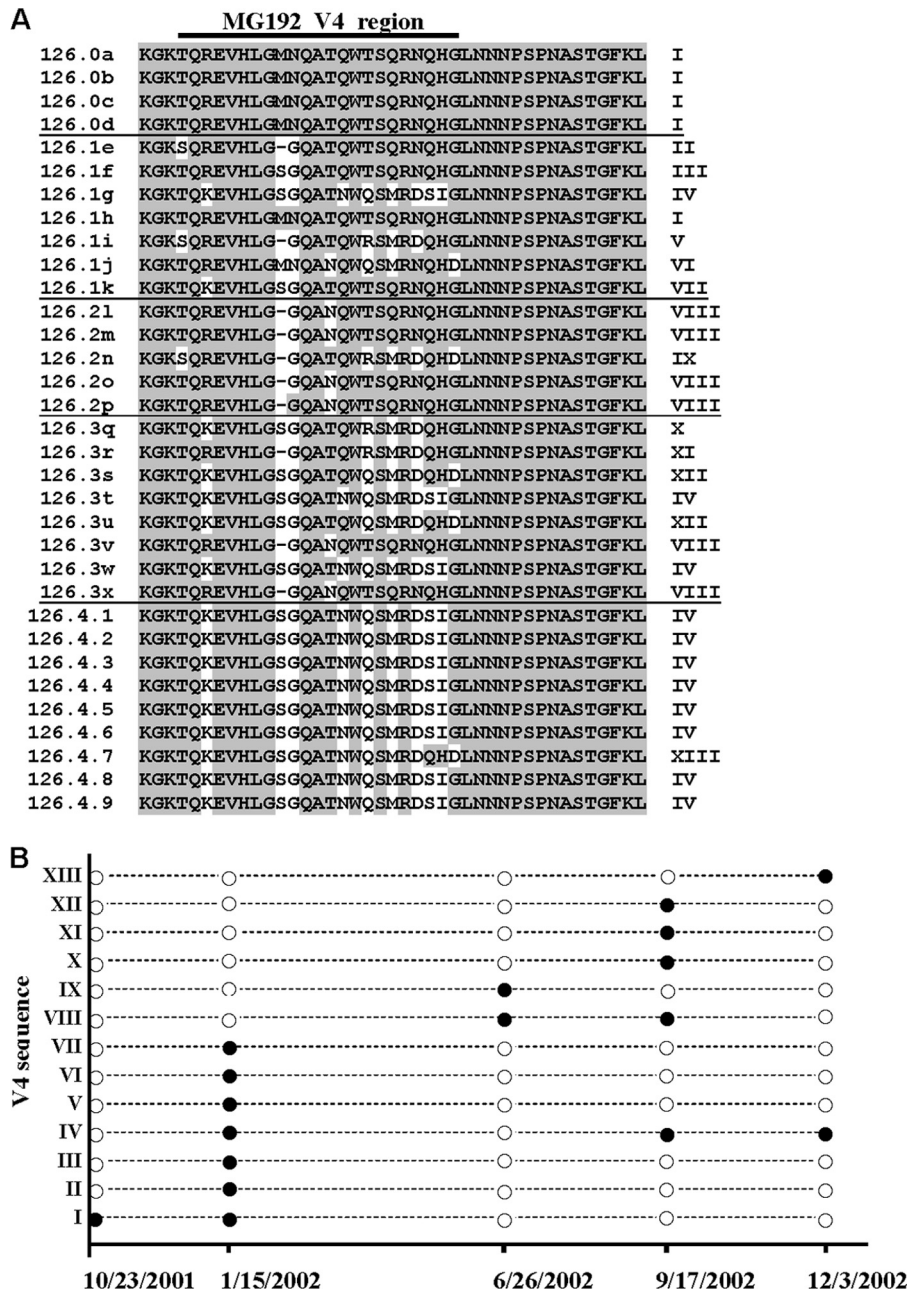 A
MG192 V4 region
126.0a KGKTQREVHLGMNQATQWTSQRNQHGLNNNPSPNASTGFKL I
126.0b KGKTQREVHLGMNQATQWTSQRNQHGLNNNPSPNASTGFKL I
126.0c KGKTQREVHLGMNQATQWTSQRNQHGLNNNPSPNASTGFKL I
126.0d KGKTQREVHLGMNQATQWTSQRNQHGLNNNPSPNASTGFKL I
126.1e KGKSQREVHLG-GQATQWTSQRNQHGLNNNPSPNASTGFKL II
126.1f KGKTQREVHLGSGQATQWTSQRNQHGLNNNPSPNASTGFKL III
126.1g KGKTQKEVHLGSGQATNWQSMRDSIGLNNNPSPNASTGFKL IV
126.1h KGKTQREVHLGMNQATQWTSQRNQHGLNNNPSPNASTGFKL I
126.1i KGKSQREVHLG-GQATQWRSMRDQHGLNNNPSPNASTGFKL V
126.1j KGKTQREVHLGMNQANQWQSMRNQHDLNNNPSPNASTGFKL VI
126.1k KGKTQKEVHLGSGQATQWTSQRNQHGLNNNPSPNASTGFKL VII
126.2l KGKTQREVHLG-GQANQWTSQRNQHGLNNNPSPNASTGFKL VIII
126.2m KGKTQREVHLG-GQANQWTSQRNQHGLNNNPSPNASTGFKL VIII
126.2n KGKSQREVHLG-GQATQWRSMRDQHDLNNNPSPNASTGFKL IX
126.2o KGKTQREVHLG-GQANQWTSQRNQHGLNNNPSPNASTGFKL VIII
126.2p KGKTQREVHLG-GQANQWTSQRNQHGLNNNPSPNASTGFKL VIII
126.3q KGKTQKEVHLGSGQATQWRSMRDQHGLNNNPSPNASTGFKL X
126.3r KGKTQKEVHLG-GQATQWRSMRDQHGLNNNPSPNASTGFKL XI
126.3s KGKTQKEVHLGSGQATQWQSMRDQHDLNNNPSPNASTGFKL XII
126.3t KGKTQKEVHLGSGQATNWQSMRDSIGLNNNPSPNASTGFKL IV
126.3u KGKTQKEVHLGSGQATQWQSMRDQHDLNNNPSPNASTGFKL XII
126.3v KGKTQREVHLG-GQANQWTSQRNQHGLNNNPSPNASTGFKL VIII
126.3w KGKTQKEVHLGSGQATNWQSMRDSIGLNNNPSPNASTGFKL IV
126.3x KGKTQREVHLG-GQANQWTSQRNQHGLNNNPSPNASTGFKL VIII
126.4.1 KGKTQKEVHLGSGQATNWQSMRDSIGLNNNPSPNASTGFKL IV
126.4.2 KGKTQKEVHLGSGQATNWQSMRDSIGLNNNPSPNASTGFKL IV
126.4.3 KGKTQKEVHLGSGQATNWQSMRDSIGLNNNPSPNASTGFKL IV
126.4.4 KGKTQKEVHLGSGQATNWQSMRDSIGLNNNPSPNASTGFKL IV
126.4.5 KGKTQKEVHLGSGQATNWQSMRDSIGLNNNPSPNASTGFKL IV
126.4.6 KGKTQKEVHLGSGQATNWQSMRDSIGLNNNPSPNASTGFKL IV
126.4.7 KGKTQKEVHLGSGQATNWQSMRDQHDLNNNPSPNASTGFKL XIII
126.4.8 KGKTQKEVHLGSGQATNWQSMRDSIGLNNNPSPNASTGFKL IV
126.4.9 KGKTQKEVHLGSGQATNWQSMRDSIGLNNNPSPNASTGFKL IV
B
V4 sequence
XIII
XII
XI
X
IX
VIII
VII
VI
V
IV
III
II
I
10/23/2001 1/15/2002 6/26/2002 9/17/2002 12/3/2002